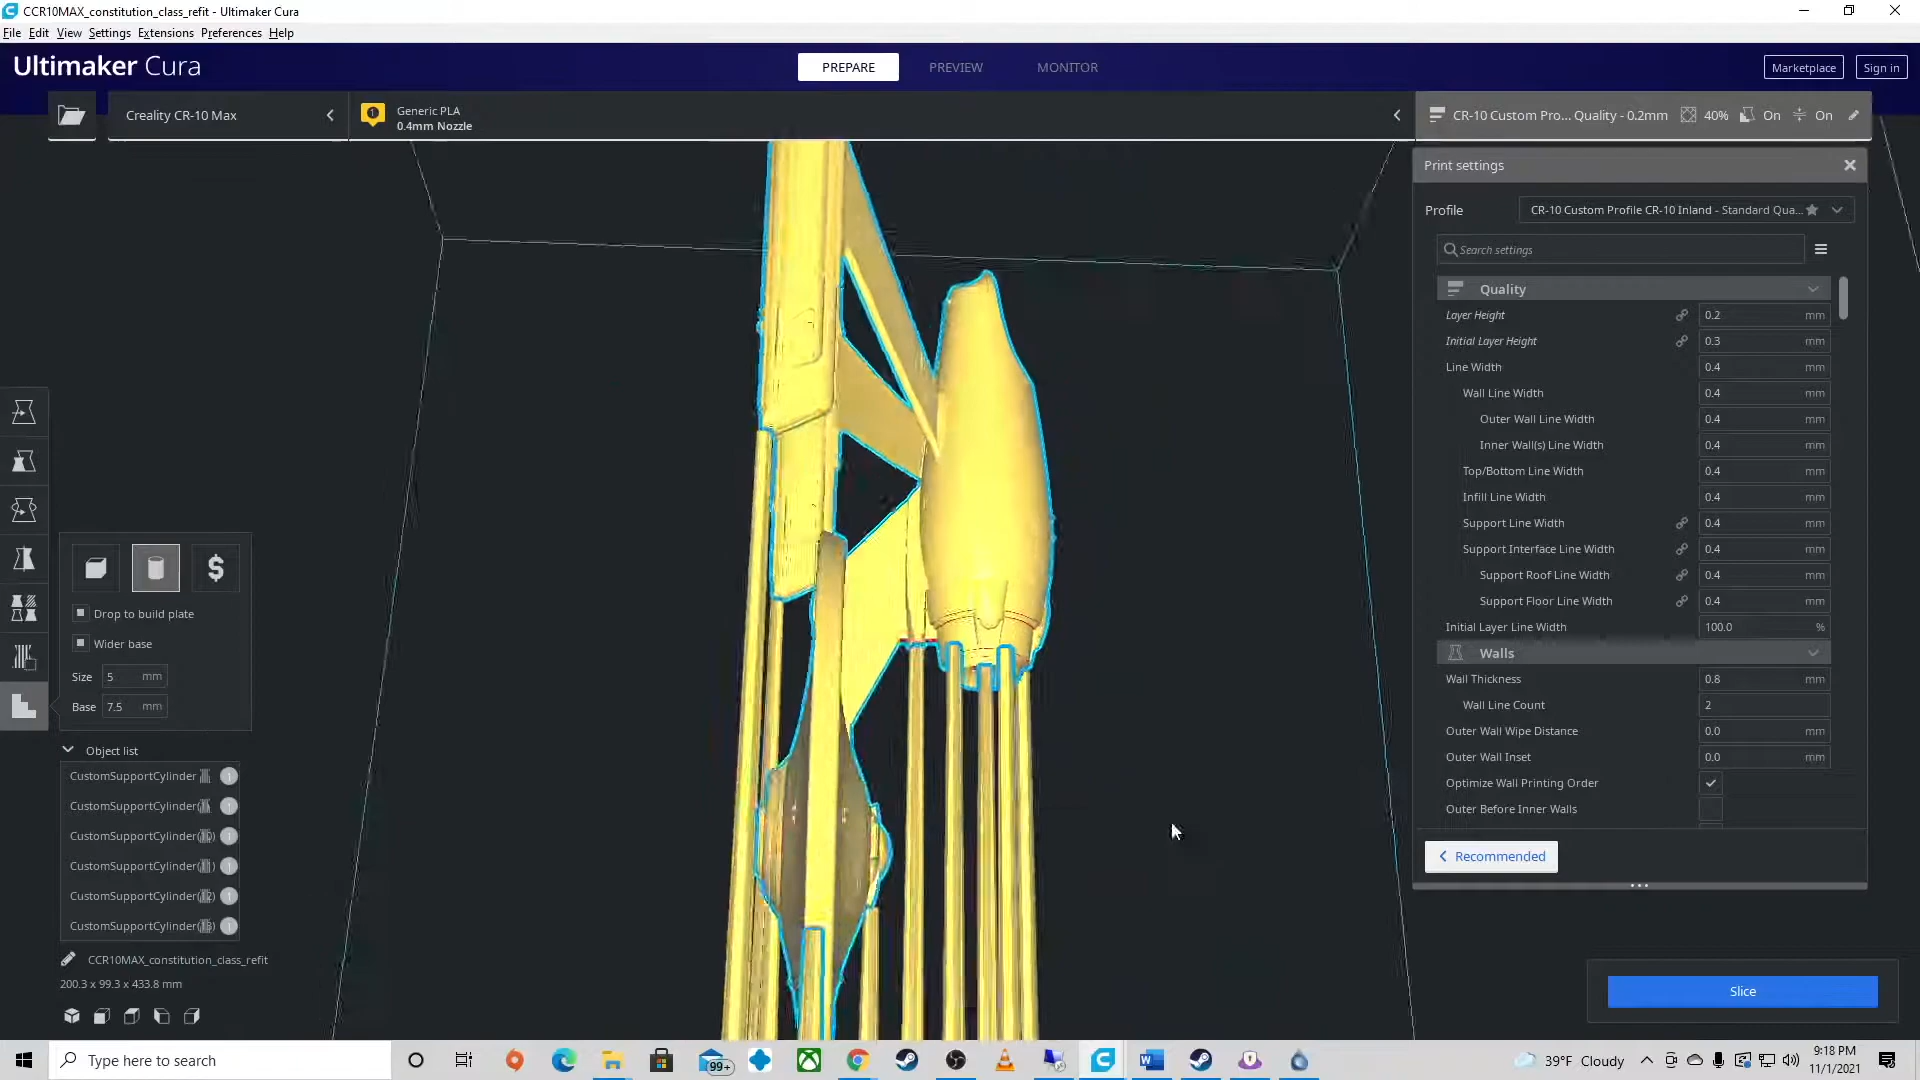 CCR10MAX_constitution_class_refit - Ultimaker Cura
File Edit View Settings Extensions Preferences Help
Ultimaker Cura
PREPARE PREVIEW MONITOR
Marketplace Sign in
Creality CR-10 Max
1
Generic PLA
0.4mm Nozzle
CR-10 Custom Pro... Quality - 0.2mm 40% On On
Print settings
Profile CR-10 Custom Profile CR-10 Inland - Standard Qua...
Search settings
Quality
Layer Height 0.2 mm
Initial Layer Height 0.3 mm
Line Width 0.4 mm
Wall Line Width 0.4 mm
Outer Wall Line Width 0.4 mm
Inner Wall(s) Line Width 0.4 mm
Top/Bottom Line Width 0.4 mm
Infill Line Width 0.4 mm
Support Line Width 0.4 mm
Support Interface Line Width 0.4 mm
Support Roof Line Width 0.4 mm
Support Floor Line Width 0.4 mm
Initial Layer Line Width 100.0 %
Walls
Wall Thickness 0.8 mm
Wall Line Count 2
Outer Wall Wipe Distance 0.0 mm
Outer Wall Inset 0.0 mm
Optimize Wall Printing Order
Outer Before Inner Walls
Recommended
Slice
$
Drop to build plate
Wider base
Size 5 mm
Base 7.5 mm
Object list
CustomSupportCylinder 1
CustomSupportCylinder 1
CustomSupportCylinder 1
CustomSupportCylinder 1
CustomSupportCylinder 1
CustomSupportCylinder 1
CCR10MAX_constitution_class_refit
200.3 x 99.3 x 433.8 mm
Type here to search
99+
39°F Cloudy
9:18 PM
11/1/2021